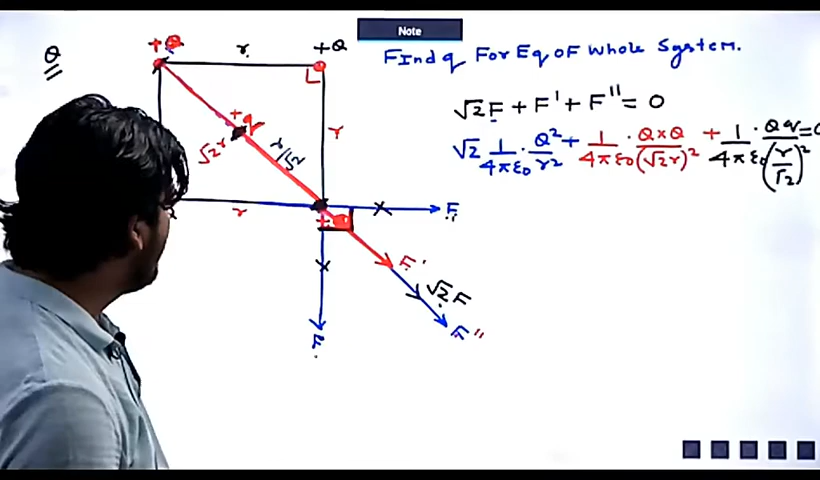 Note
Find q For Eq OF Whole System.
Q
+Q
r
+Q
√2F + F' + F'' = 0
+q
r
√2 1/4πε₀ · Q²/r² + 1/4πε₀ · Q×Q/(√2r)² + 1/4πε₀ · Qq/(r/√2)² = 0
√2r
r/√2
r
F
F'
√2F
F''
F